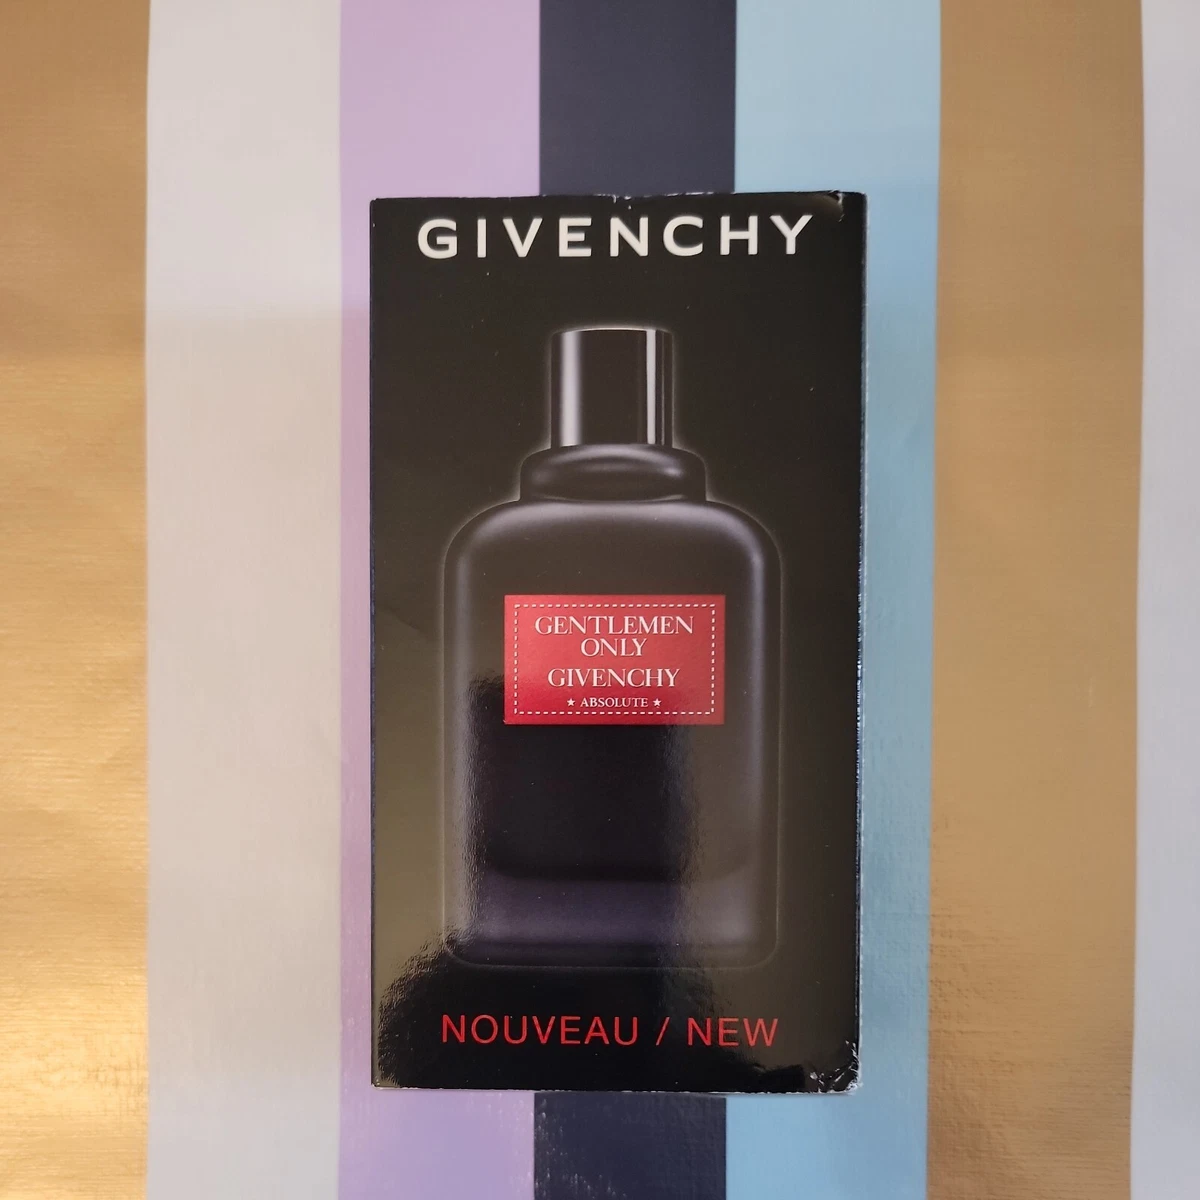 GIVENCHY
GENTLEMEN
ONLY
GIVENCHY
★ ABSOLUTE ★
NOUVEAU / NEW